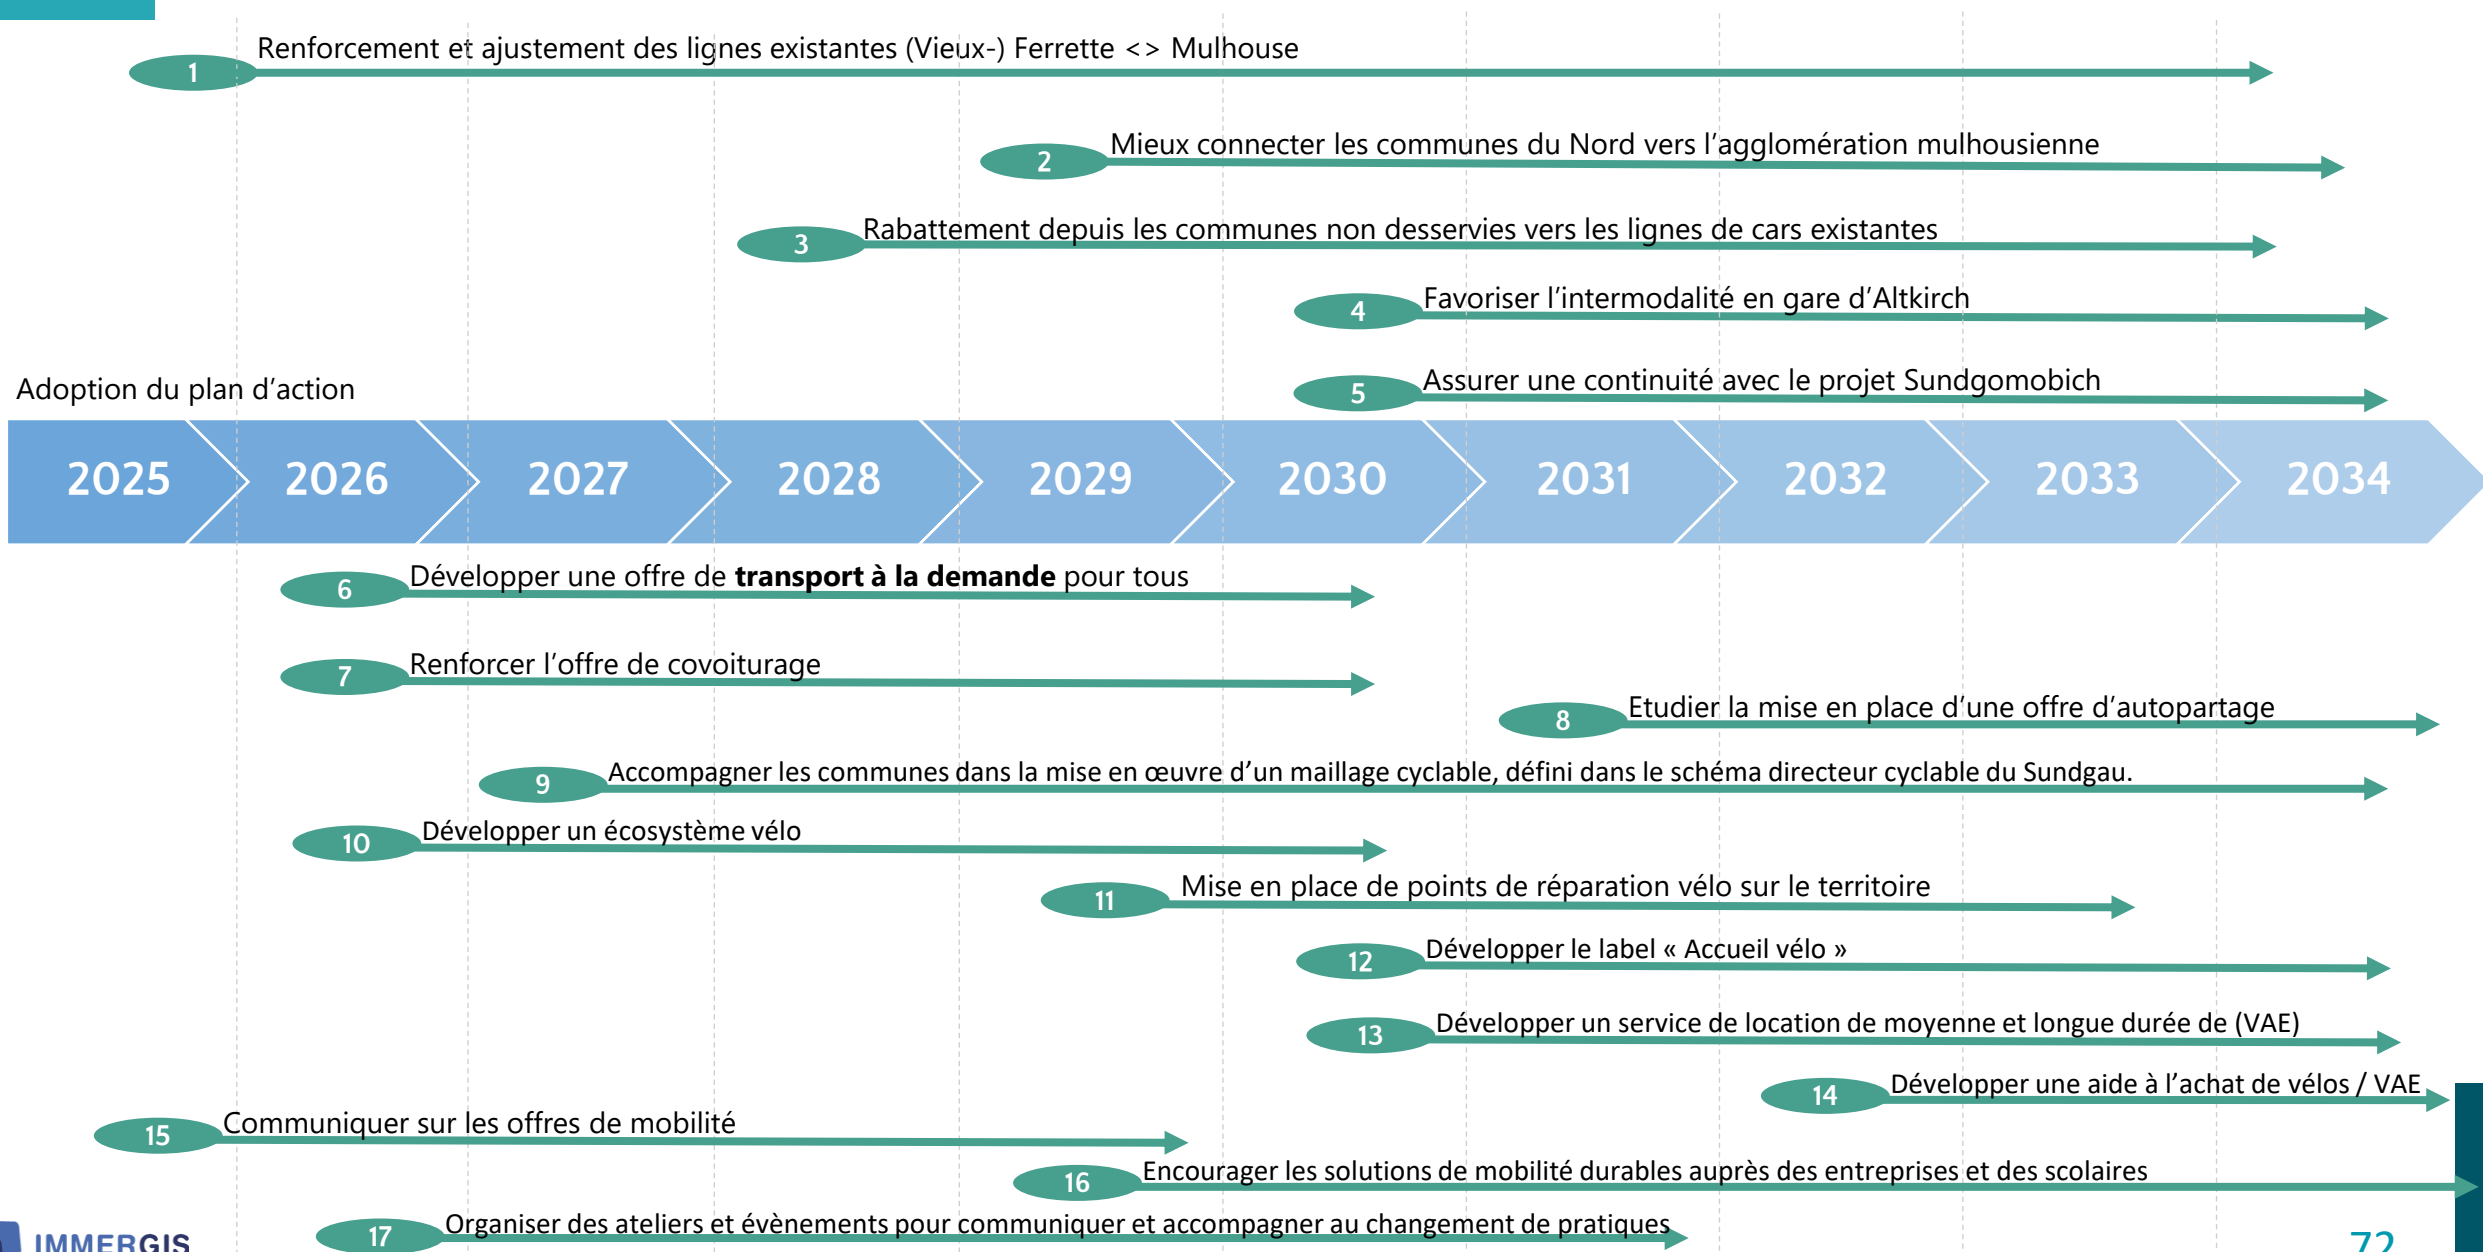 Renforcement et ajustement des lignes existantes (Vieux-) Ferrette <> Mulhouse
1
Mieux connecter les communes du Nord vers l’agglomération mulhousienne
2
Rabattement depuis les communes non desservies vers les lignes de cars existantes
3
Favoriser l’intermodalité en gare d’Altkirch
4
Assurer une continuité avec le projet Sundgomobich
5
Adoption du plan d’action
2025 2026 2027 2028 2029 2030 2031 2032 2033 2034
6 Développer une offre de transport à la demande pour tous
7 Renforcer l’offre de covoiturage
8 Etudier la mise en place d’une offre d’autopartage
9 Accompagner les communes dans la mise en œuvre d’un maillage cyclable, défini dans le schéma directeur cyclable du Sundgau.
10 Développer un écosystème vélo
11 Mise en place de points de réparation vélo sur le territoire
12 Développer le label « Accueil vélo »
13 Développer un service de location de moyenne et longue durée de (VAE)
14 Développer une aide à l’achat de vélos / VAE
15 Communiquer sur les offres de mobilité
16 Encourager les solutions de mobilité durables auprès des entreprises et des scolaires
17 Organiser des ateliers et évènements pour communiquer et accompagner au changement de pratiques
IMMERGIS
72